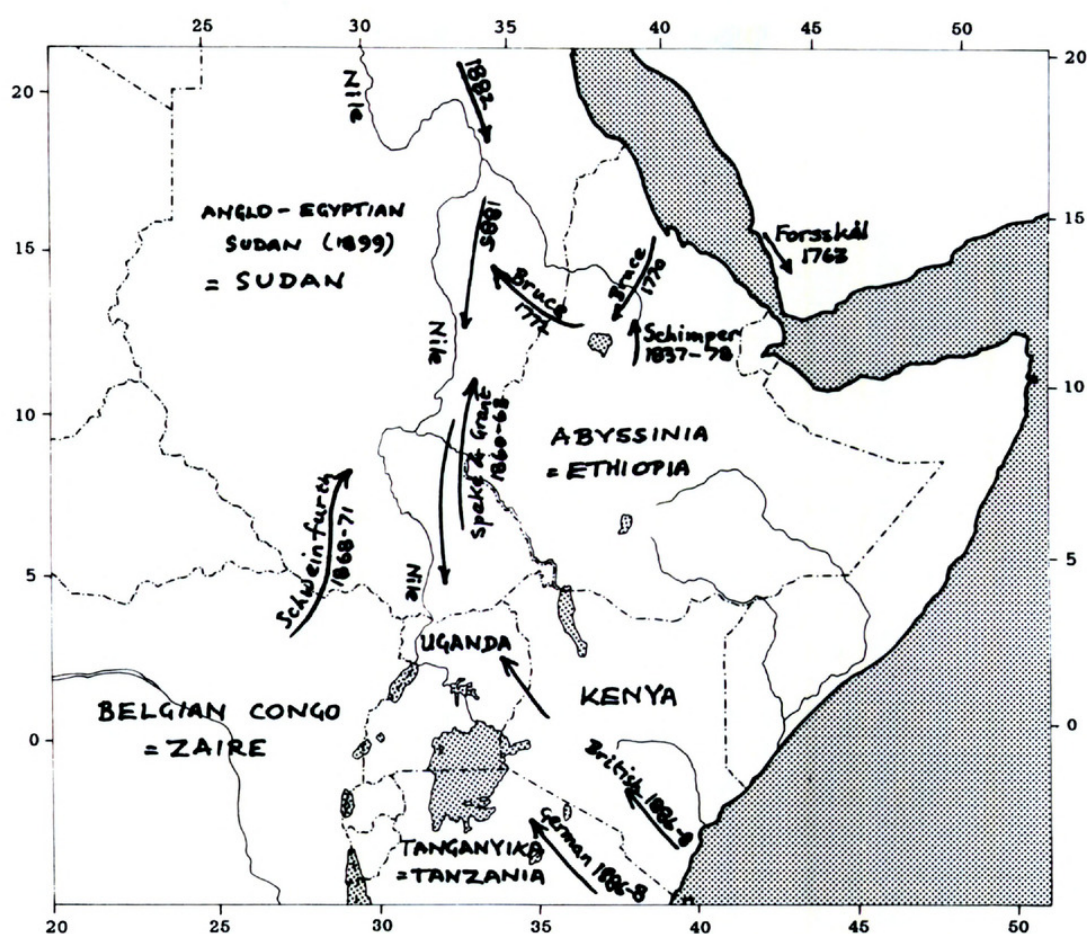 25 30 35 40 45 50
20
20
Nile
1882
ANGLO-EGYPTIAN
SUDAN (1899)
= SUDAN
1885
15
15
Forsskål
1763
Bruce
1770
Bruce
1772
Nile
Schimper
1837-78
10
10
ABYSSINIA
= ETHIOPIA
Speke & Grant
1860-63
Schweinfurth
1868-71
5
5
Nile
UGANDA
KENYA
BELGIAN CONGO
= ZAIRE
0
0
British 1886-8
German 1886-8
TANGANYIKA
= TANZANIA
20 25 30 35 40 45 50